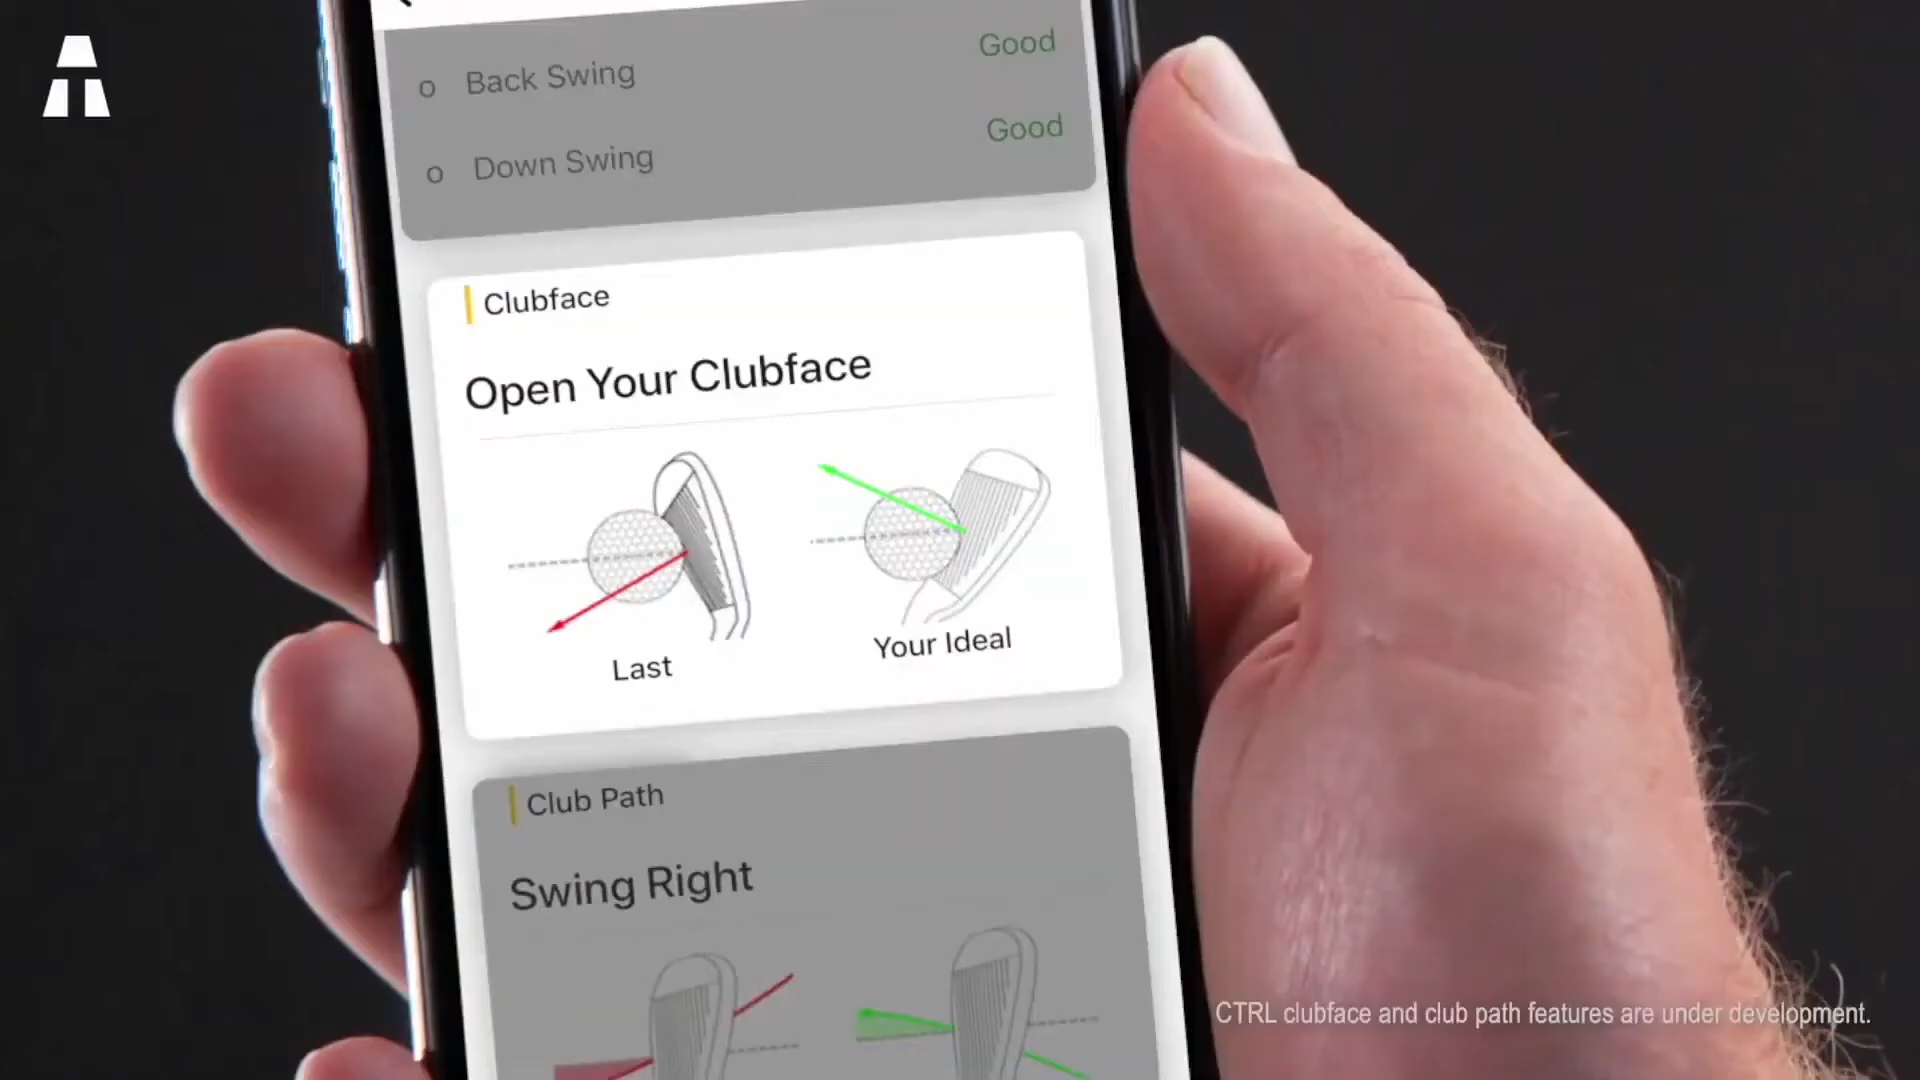 Good
o Back Swing
Good
o Down Swing
Clubface
Open Your Clubface
Last
Your Ideal
Club Path
Swing Right
CTRL clubface and club path features are under development.